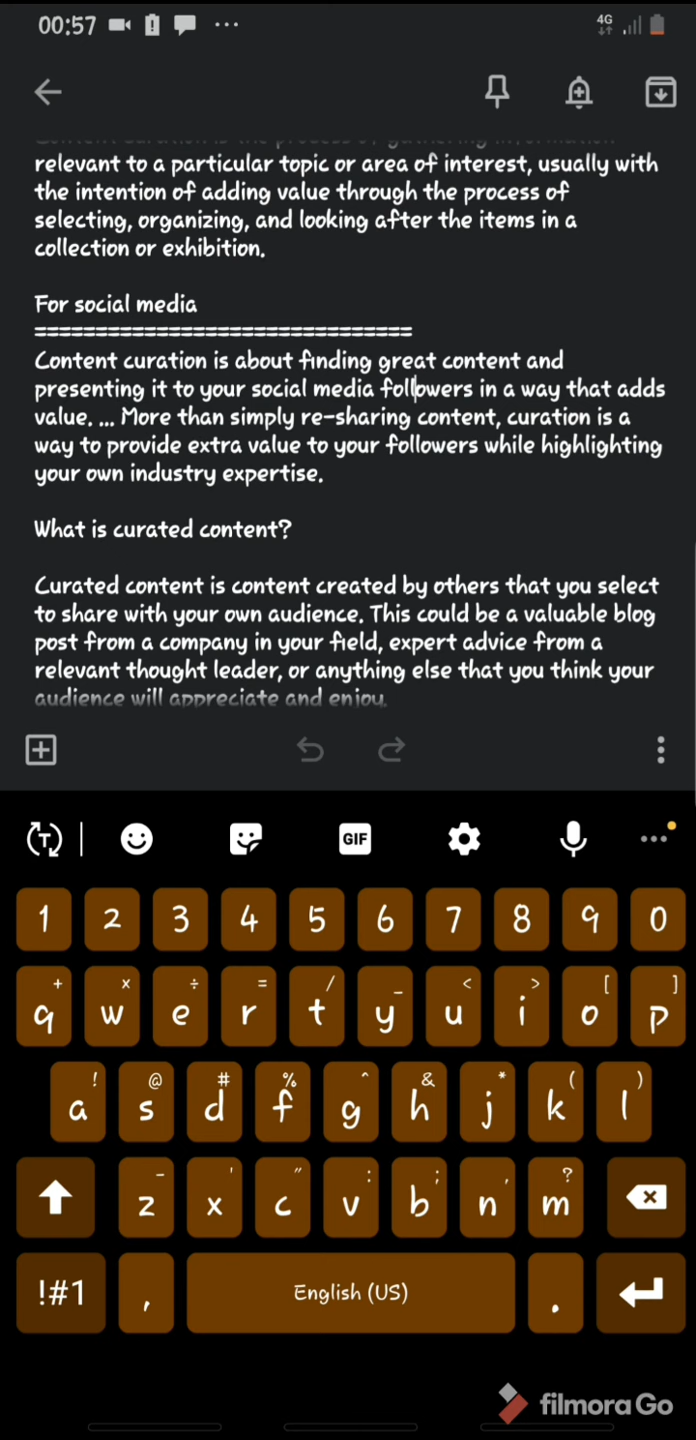 00:57
4G
relevant to a particular topic or area of interest, usually with
the intention of adding value through the process of
selecting, organizing, and looking after the items in a
collection or exhibition.
For social media
===============================
Content curation is about finding great content and
presenting it to your social media followers in a way that adds
value. ... More than simply re-sharing content, curation is a
way to provide extra value to your followers while highlighting
your own industry expertise.
What is curated content?
Curated content is content created by others that you select
to share with your own audience. This could be a valuable blog
post from a company in your field, expert advice from a
relevant thought leader, or anything else that you think your
audience will appreciate and enjoy.
T GIF
1 2 3 4 5 6 7 8 9 0
+ × ÷ = / _ < > [ ]
q w e r t y u i o p
! @ # % ^ & * ( )
a s d f g h j k l
- ' " : ; , ?
z x c v b n m
!#1 , English (US) .
filmoraGo